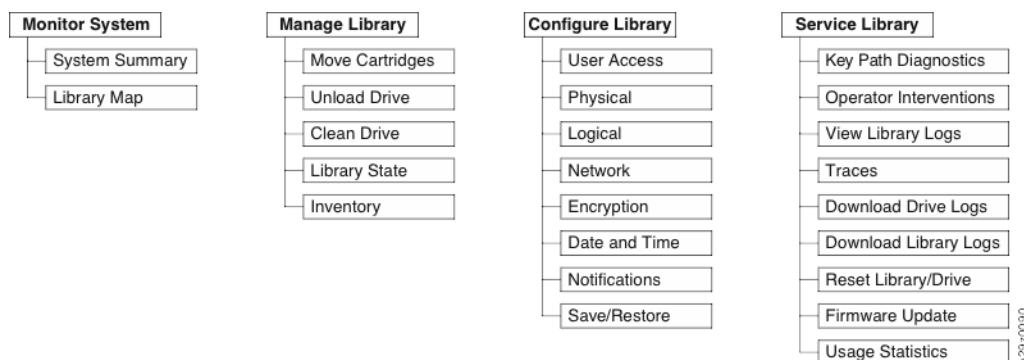 Monitor System
System Summary
Library Map
Manage Library
Move Cartridges
Unload Drive
Clean Drive
Library State
Inventory
Configure Library
User Access
Physical
Logical
Network
Encryption
Date and Time
Notifications
Save/Restore
Service Library
Key Path Diagnostics
Operator Interventions
View Library Logs
Traces
Download Drive Logs
Download Library Logs
Reset Library/Drive
Firmware Update
Usage Statistics